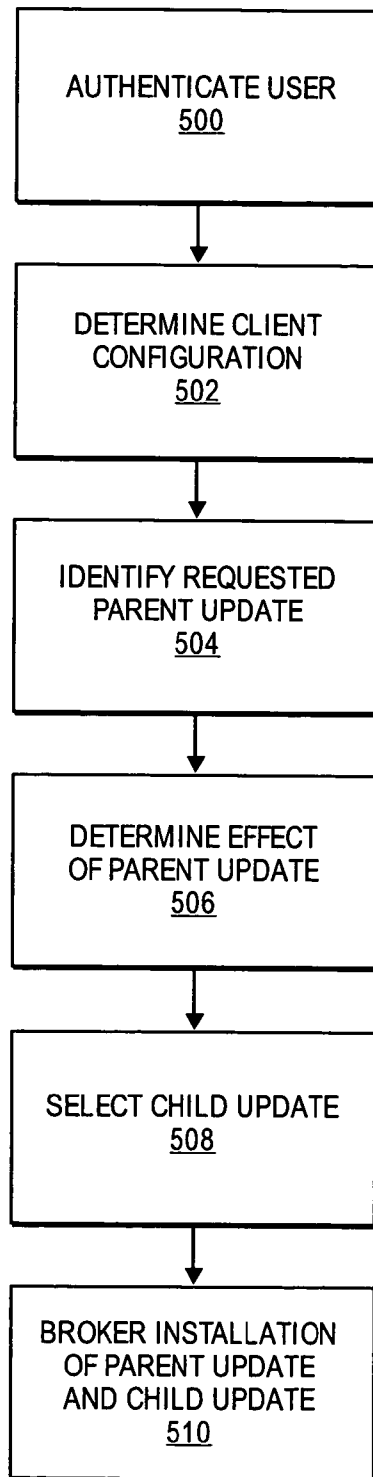 AUTHENTICATE USER
500
DETERMINE CLIENT
CONFIGURATION
502
IDENTIFY REQUESTED
PARENT UPDATE
504
DETERMINE EFFECT
OF PARENT UPDATE
506
SELECT CHILD UPDATE
508
BROKER INSTALLATION
OF PARENT UPDATE
AND CHILD UPDATE
510